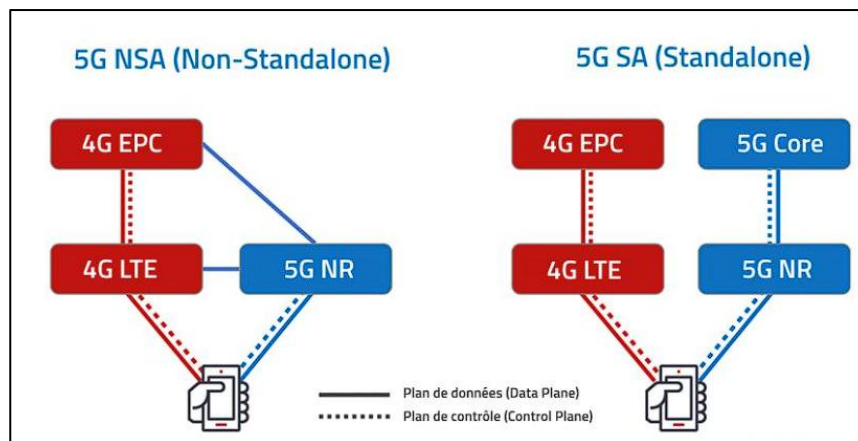 5G NSA (Non-Standalone)
4G EPC
4G LTE
5G NR
5G SA (Standalone)
4G EPC
5G Core
4G LTE
5G NR
Plan de données (Data Plane)
Plan de contrôle (Control Plane)